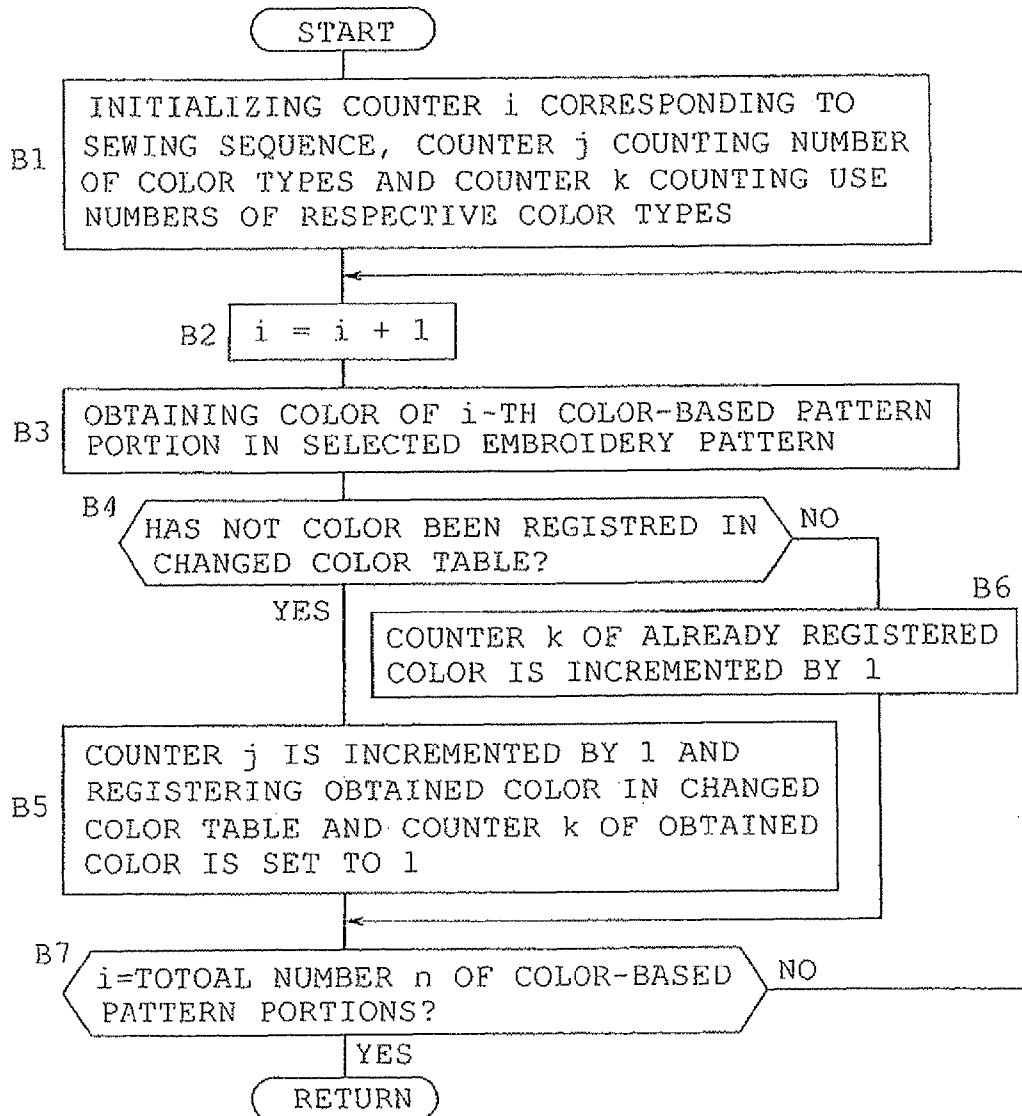 START
B1
INITIALIZING COUNTER i CORRESPONDING TO
SEWING SEQUENCE, COUNTER j COUNTING NUMBER
OF COLOR TYPES AND COUNTER k COUNTING USE
NUMBERS OF RESPECTIVE COLOR TYPES
B2
i = i + 1
B3
OBTAINING COLOR OF i-TH COLOR-BASED PATTERN
PORTION IN SELECTED EMBROIDERY PATTERN
B4
HAS NOT COLOR BEEN REGISTRED IN
CHANGED COLOR TABLE?
NO
YES
B6
COUNTER k OF ALREADY REGISTERED
COLOR IS INCREMENTED BY 1
B5
COUNTER j IS INCREMENTED BY 1 AND
REGISTERING OBTAINED COLOR IN CHANGED
COLOR TABLE AND COUNTER k OF OBTAINED
COLOR IS SET TO 1
B7
i=TOTOAL NUMBER n OF COLOR-BASED
PATTERN PORTIONS?
NO
YES
RETURN